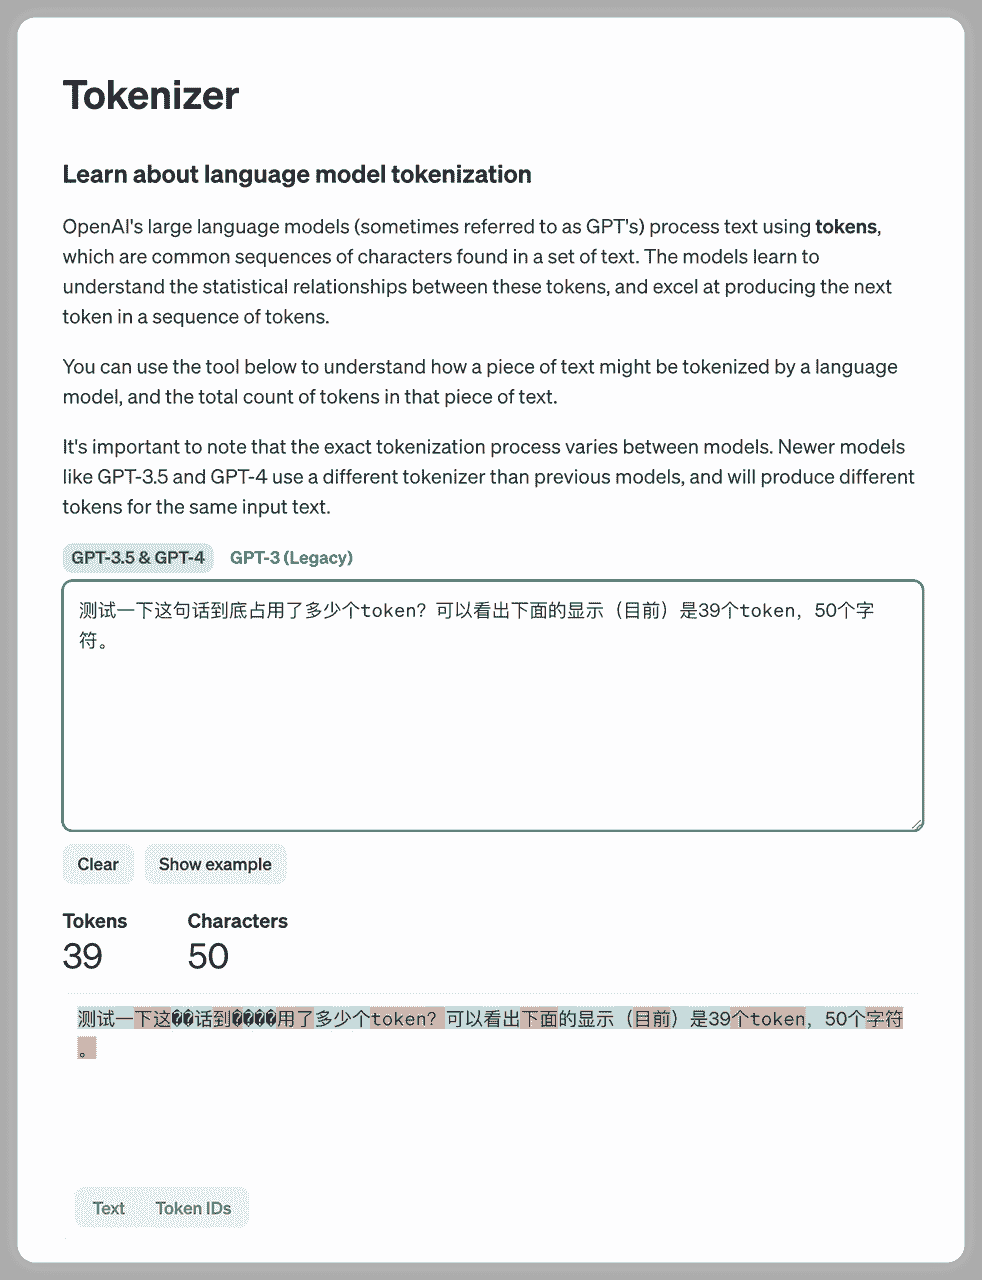 Tokenizer
Learn about language model tokenization
OpenAI's large language models (sometimes referred to as GPT's) process text using tokens,
which are common sequences of characters found in a set of text. The models learn to
understand the statistical relationships between these tokens, and excel at producing the next
token in a sequence of tokens.
You can use the tool below to understand how a piece of text might be tokenized by a language
model, and the total count of tokens in that piece of text.
It's important to note that the exact tokenization process varies between models. Newer models
like GPT-3.5 and GPT-4 use a different tokenizer than previous models, and will produce different
tokens for the same input text.
GPT-3.5 & GPT-4 GPT-3 (Legacy)
测试一下这句话到底占用了多少个token？可以看出下面的显示（目前）是39个token，50个字
符。
Clear Show example
Tokens Characters
39 50
测试一下这��话到����用了多少个token？可以看出下面的显示（目前）是39个token，50个字符
。
Text Token IDs